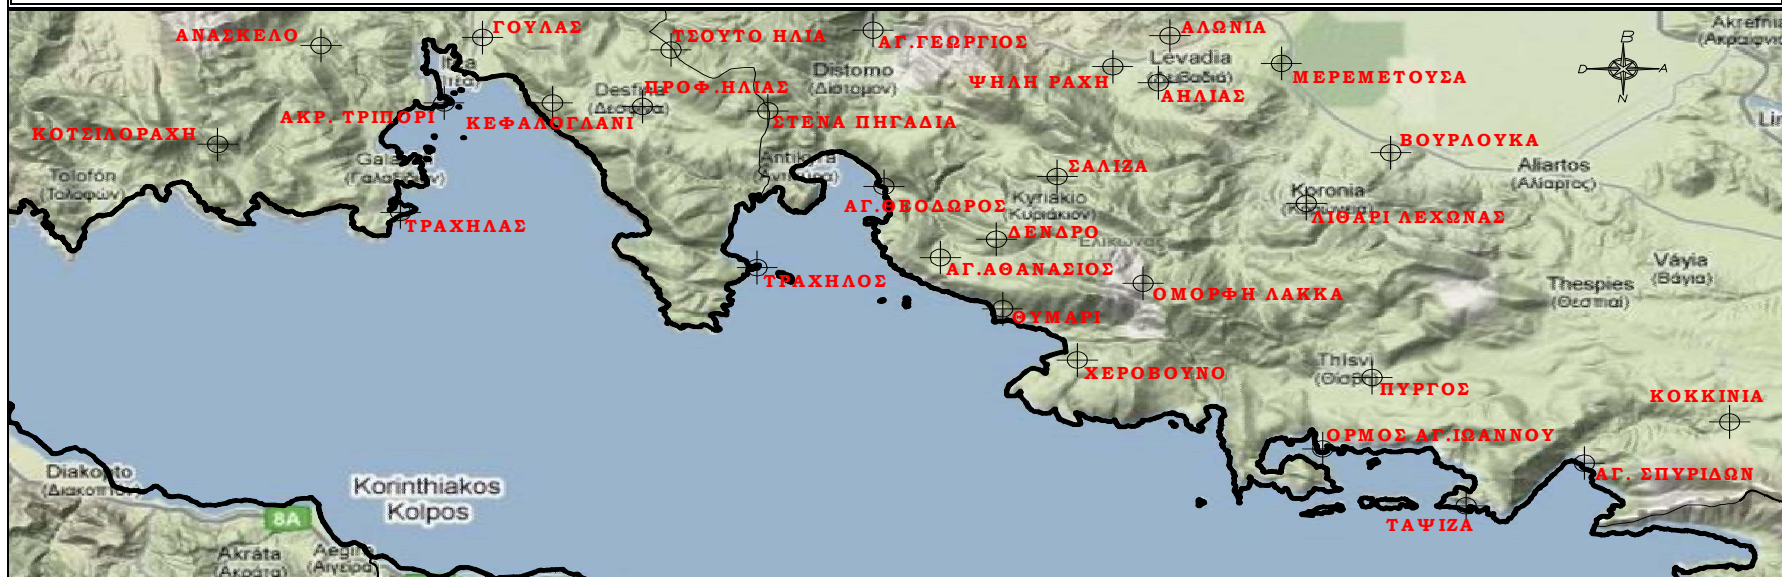 ΑΝΑΣΚΕΛΟ
ΓΟΥΛΑΣ
ΤΣΟΥΤΟ ΗΛΙΑ
ΑΓ.ΓΕΩΡΓΙΟΣ
ΑΛΩΝΙΑ
Β
Δ
Α
Ν
Distomo
(Δίστομον)
Levadia
ΨΗΛΗ ΡΑΧΗ
ΑΗΛΙΑΣ
ΜΕΡΕΜΕΤΟΥΣΑ
ΠΡΟΦ.ΗΛΙΑΣ
ΚΟΤΣΙΛΟΡΑΧΗ
ΑΚΡ. ΤΡΙΠΟΡΙ
ΚΕΦΑΛΟΓΛΑΝΙ
ΣΤΕΝΑ ΠΗΓΑΔΙΑ
ΒΟΥΡΛΟΥΚΑ
Tolofón
(Τολοφών)
ΣΑΛΙΖΑ
Aliartos
(Αλίαρτος)
Koronia
Kyriakio
(Κυριάκιον)
ΑΓ.ΘΕΟΔΩΡΟΣ
ΛΙΘΑΡΙ ΛΕΧΩΝΑΣ
ΤΡΑΧΗΛΑΣ
ΔΕΝΔΡΟ
ΑΓ.ΑΘΑΝΑΣΙΟΣ
Váyia
(Βάγια)
ΤΡΑΧΗΛΟΣ
ΟΜΟΡΦΗ ΛΑΚΚΑ
Thespies
(Θεσπιαί)
ΘΥΜΑΡΙ
ΧΕΡΟΒΟΥΝΟ
Thisvi
ΠΥΡΓΟΣ
ΚΟΚΚΙΝΙΑ
ΟΡΜΟΣ ΑΓ.ΙΩΑΝΝΟΥ
ΑΓ. ΣΠΥΡΙΔΩΝ
Diakopto
Korinthiakos
Kolpos
8A
ΤΑΨΙΖΑ
Akráta
(Ακράτα)